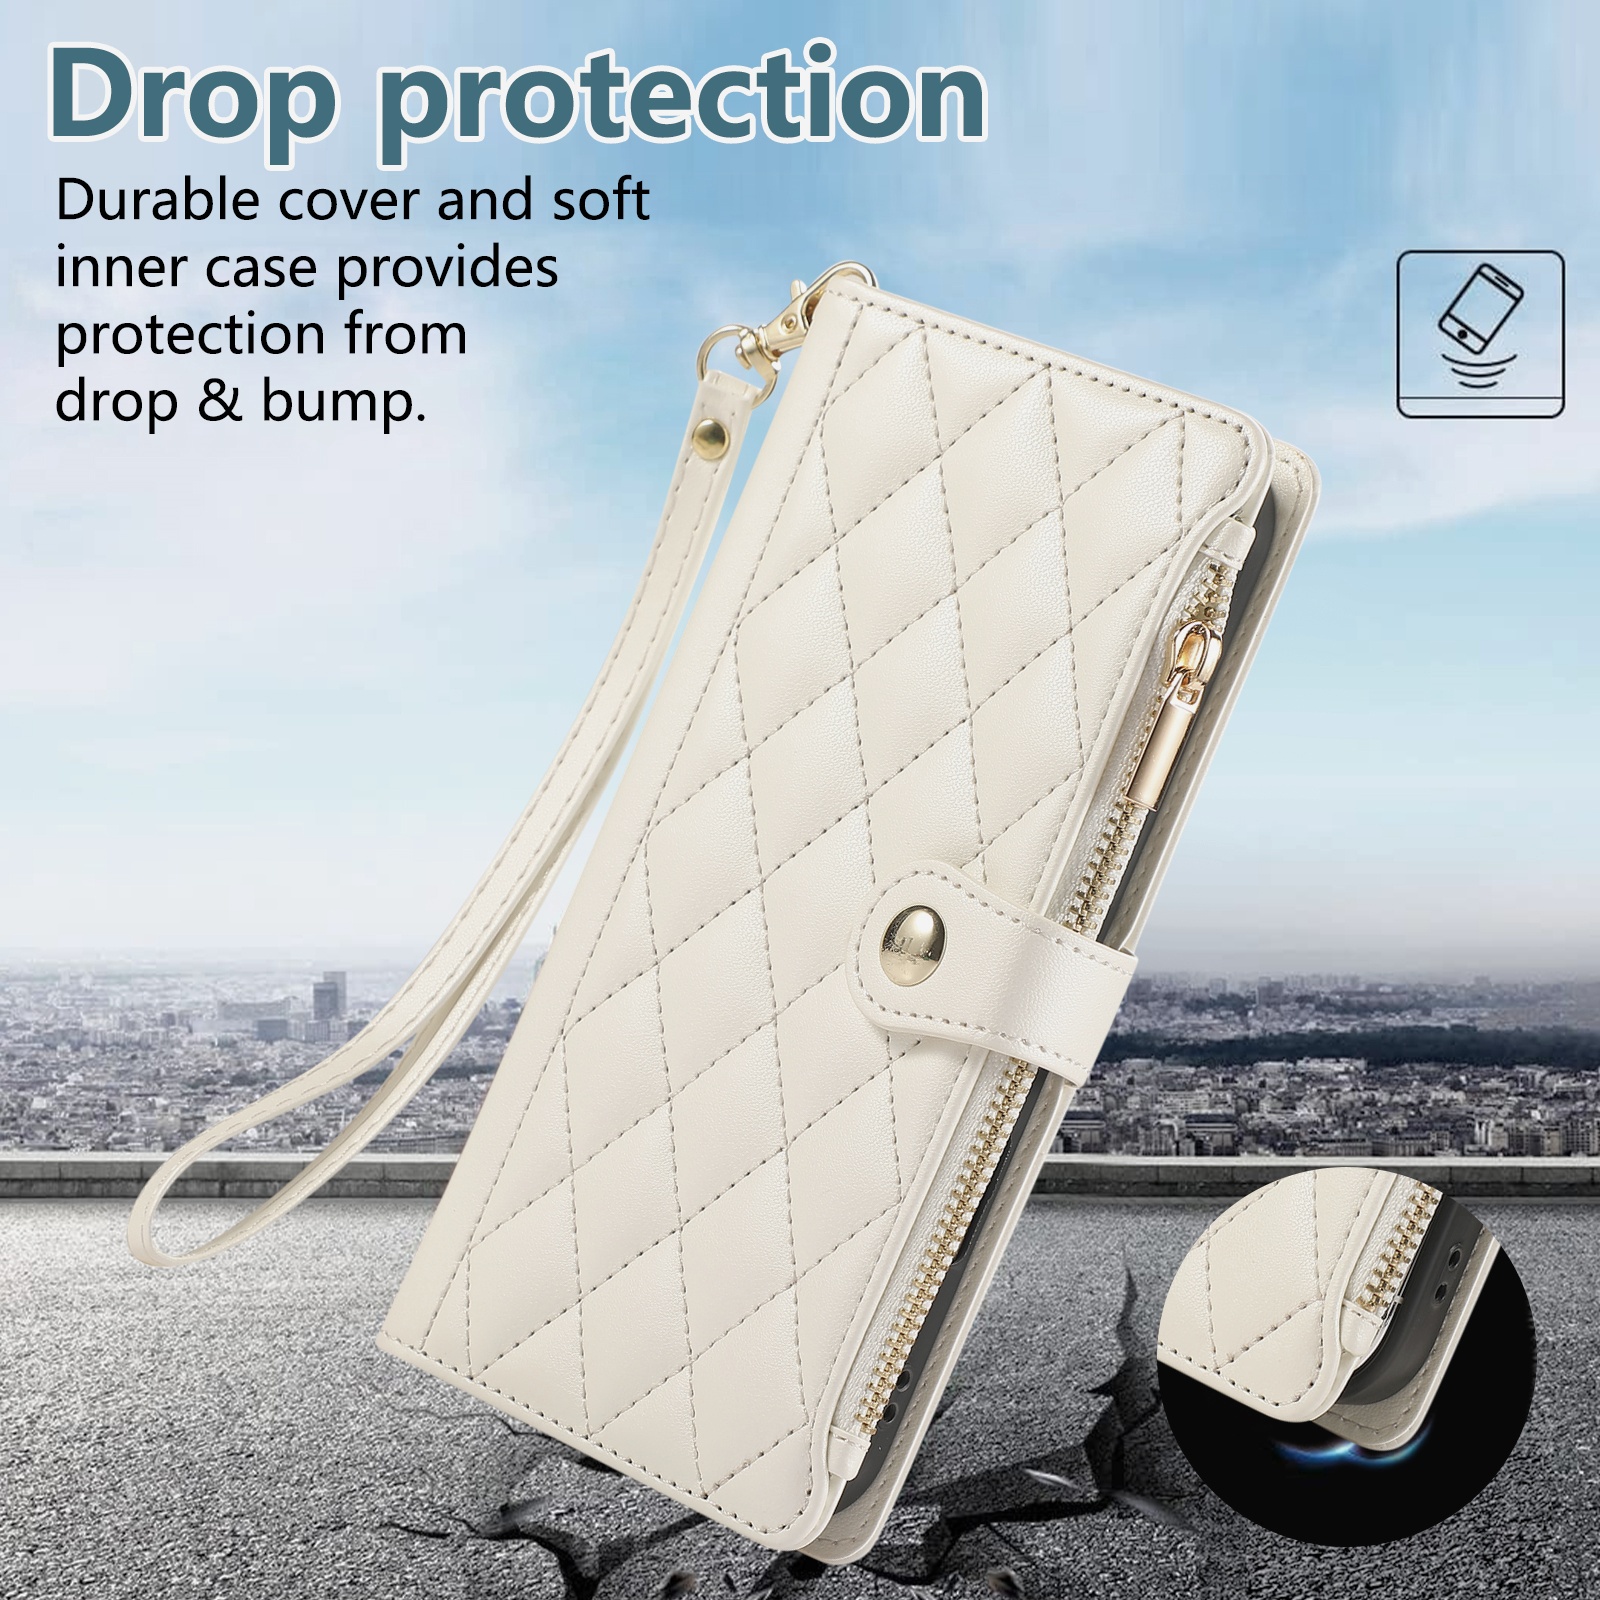 Drop protection
Durable cover and soft
inner case provides
protection from
drop & bump.